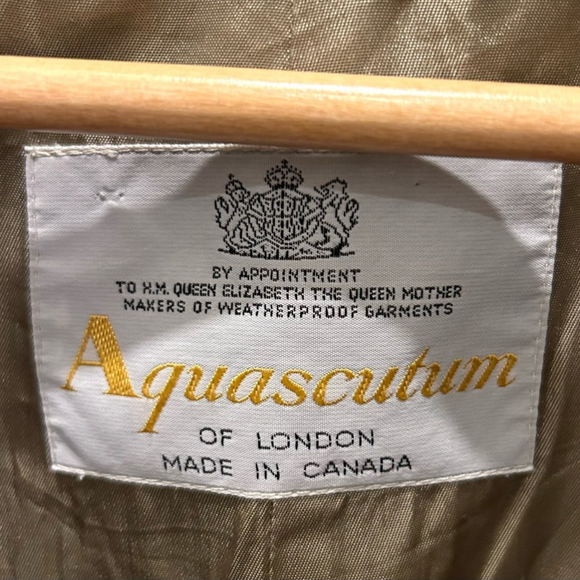 BY APPOINTMENT
TO H.M. QUEEN ELIZABETH THE QUEEN MOTHER
MAKERS OF WEATHERPROOF GARMENTS
Aquascutum
OF LONDON
MADE IN CANADA